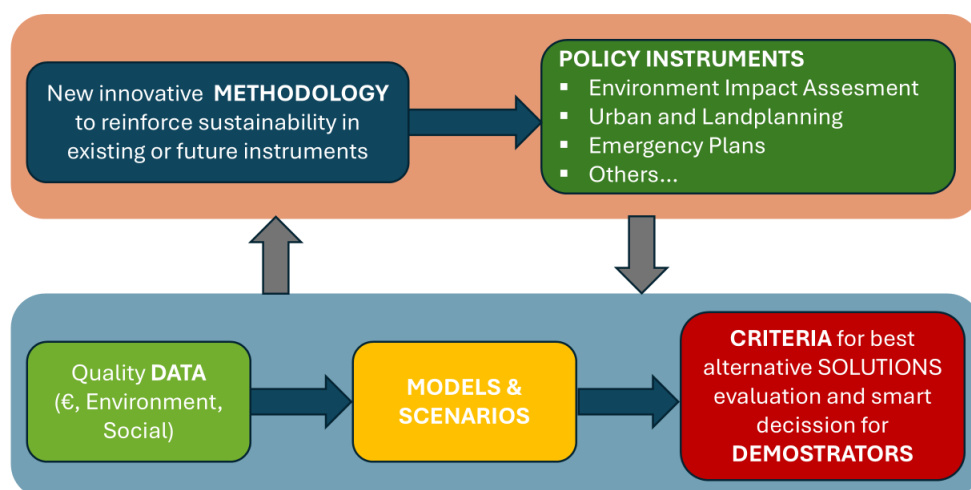 New innovative METHODOLOGY
to reinforce sustainability in
existing or future instruments
POLICY INSTRUMENTS
▪ Environment Impact Assesment
▪ Urban and Landplanning
▪ Emergency Plans
▪ Others...
Quality DATA
(€, Environment,
Social)
MODELS &
SCENARIOS
CRITERIA for best
alternative SOLUTIONS
evaluation and smart
decission for
DEMOSTRATORS